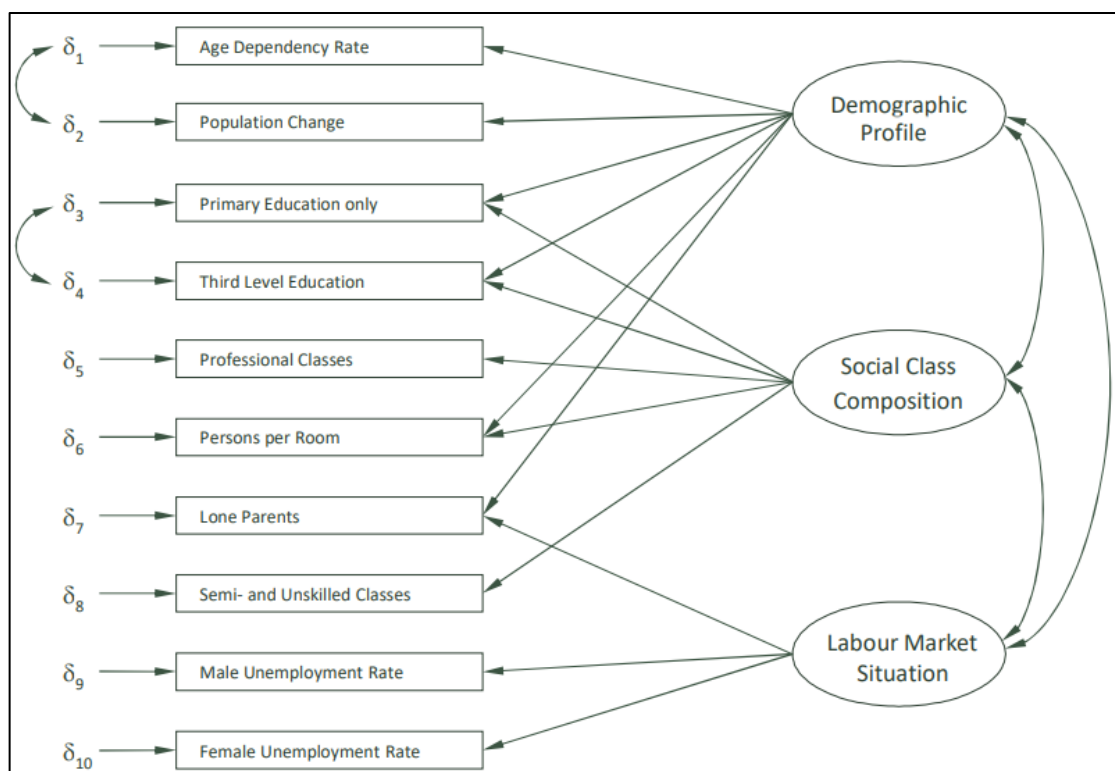 δ1
Age Dependency Rate
δ2
Population Change
δ3
Primary Education only
δ4
Third Level Education
δ5
Professional Classes
δ6
Persons per Room
δ7
Lone Parents
δ8
Semi- and Unskilled Classes
δ9
Male Unemployment Rate
δ10
Female Unemployment Rate
Demographic
Profile
Social Class
Composition
Labour Market
Situation